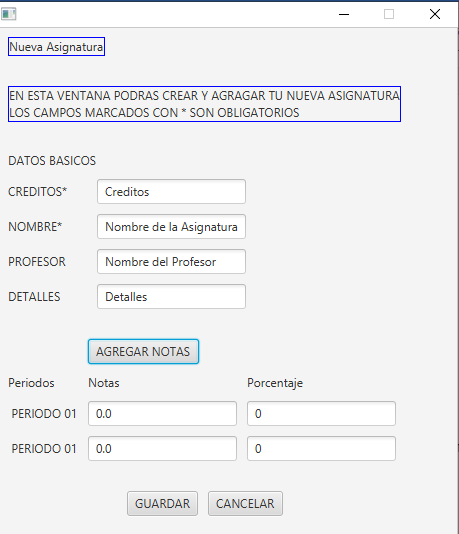 Nueva Asignatura
EN ESTA VENTANA PODRAS CREAR Y AGRAGAR TU NUEVA ASIGNATURA
LOS CAMPOS MARCADOS CON * SON OBLIGATORIOS
DATOS BASICOS
CREDITOS* Creditos
NOMBRE* Nombre de la Asignatura
PROFESOR Nombre del Profesor
DETALLES Detalles
AGREGAR NOTAS
Periodos Notas Porcentaje
PERIODO 01 0.0 0
PERIODO 01 0.0 0
GUARDAR CANCELAR